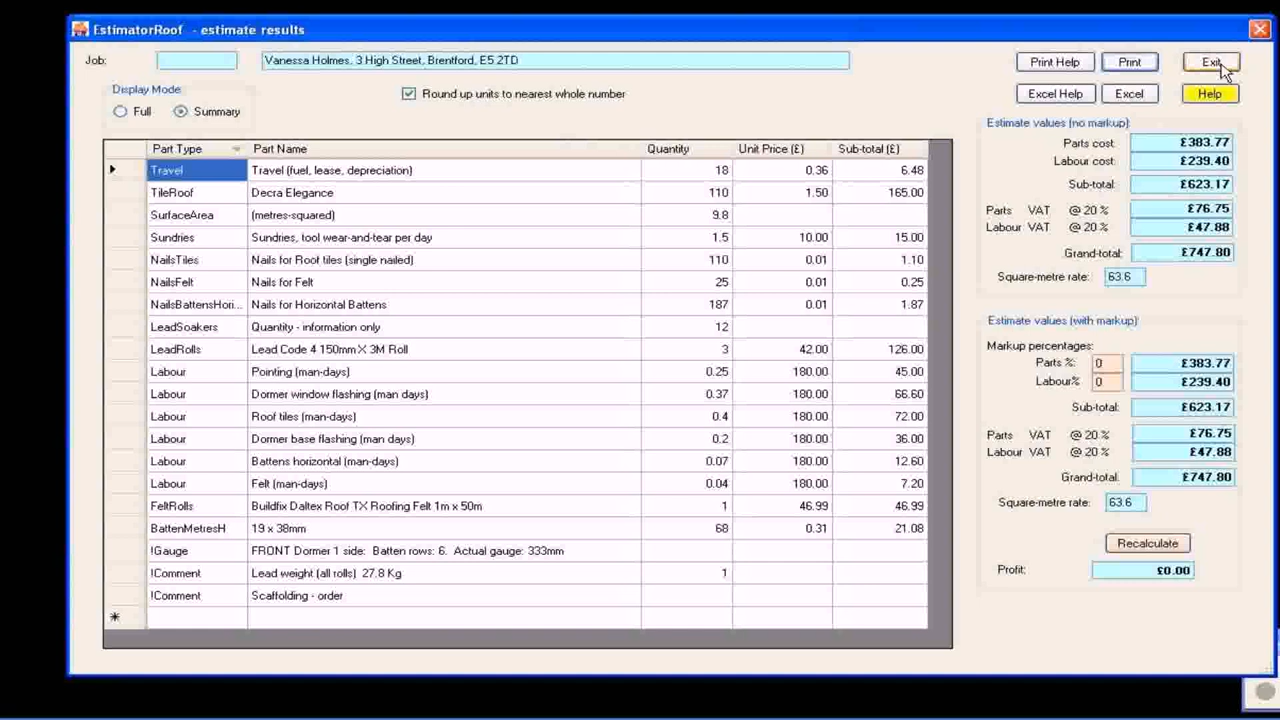 EstimatorRoof - estimate results
Job: Vanessa Holmes, 3 High Street, Brentford, E5 2TD
Print Help Print Exit
Display Mode
Full Summary
Round up units to nearest whole number
Excel Help Excel Help
Part Type Part Name Quantity Unit Price (£) Sub-total (£)
Travel Travel (fuel, lease, depreciation) 18 0.36 6.48
TileRoof Decra Elegance 110 1.50 165.00
SurfaceArea (metres-squared) 9.8
Sundries Sundries, tool wear-and-tear per day 1.5 10.00 15.00
NailsTiles Nails for Roof tiles (single nailed) 110 0.01 1.10
NailsFelt Nails for Felt 25 0.01 0.25
NailsBattensHori... Nails for Horizontal Battens 187 0.01 1.87
LeadSoakers Quantity - information only 12
LeadRolls Lead Code 4 150mm X 3M Roll 3 42.00 126.00
Labour Pointing (man-days) 0.25 180.00 45.00
Labour Dormer window flashing (man days) 0.37 180.00 66.60
Labour Roof tiles (man-days) 0.4 180.00 72.00
Labour Dormer base flashing (man days) 0.2 180.00 36.00
Labour Battens horizontal (man-days) 0.07 180.00 12.60
Labour Felt (man-days) 0.04 180.00 7.20
FeltRolls Buildfix Daltex Roof TX Roofing Felt 1m x 50m 1 46.99 46.99
BattenMetresH 19 x 38mm 68 0.31 21.08
!Gauge FRONT Dormer 1 side: Batten rows: 6. Actual gauge: 333mm
!Comment Lead weight (all rolls) 27.8 Kg 1
!Comment Scaffolding - order
Estimate values (no markup)
Parts cost: £383.77
Labour cost: £239.40
Sub-total: £623.17
Parts VAT @ 20 % £76.75
Labour VAT @ 20 % £47.88
Grand-total: £747.80
Square-metre rate: 63.6
Estimate values (with markup)
Markup percentages:
Parts %: 0 £383.77
Labour% 0 £239.40
Sub-total: £623.17
Parts VAT @ 20 % £76.75
Labour VAT @ 20 % £47.88
Grand-total: £747.80
Square-metre rate: 63.6
Recalculate
Profit: £0.00